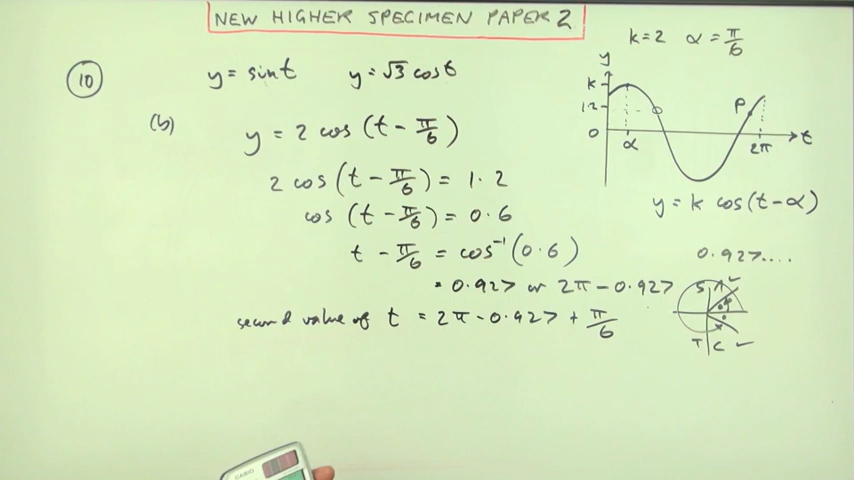 NEW HIGHER SPECIMEN PAPER 2
k=2 α = π/6
10
y = sint y = √3 cost
y
k
1.2
P
0
α
2π
t
(b)
y = 2 cos (t - π/6)
2 cos (t - π/6) = 1.2
y = k cos(t-α)
cos (t - π/6) = 0.6
t - π/6 = cos⁻¹(0.6)
0.927....
= 0.927 or 2π - 0.927
S A
T C
second value of t = 2π - 0.927 + π/6
CASIO